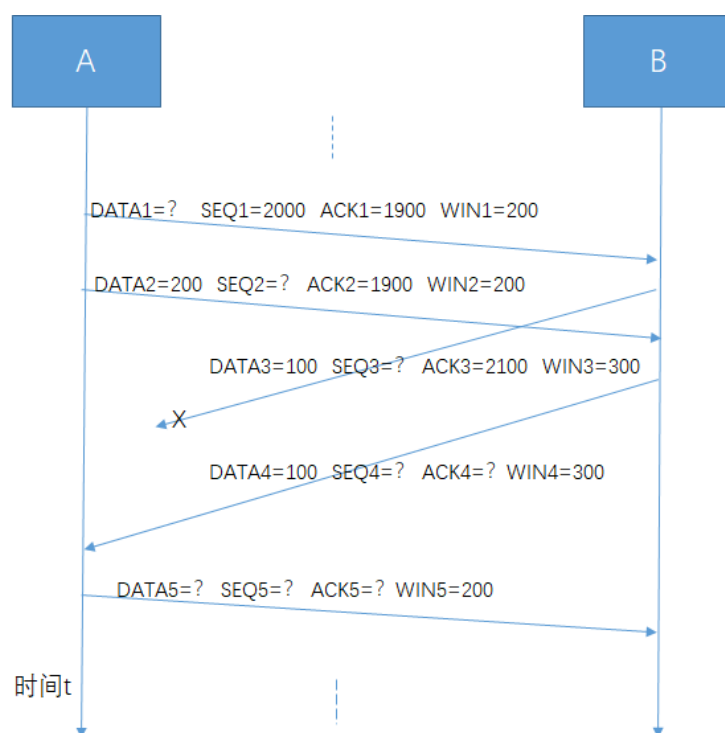 A
B
DATA1=? SEQ1=2000 ACK1=1900 WIN1=200
DATA2=200 SEQ2=? ACK2=1900 WIN2=200
DATA3=100 SEQ3=? ACK3=2100 WIN3=300
X
DATA4=100 SEQ4=? ACK4=? WIN4=300
DATA5=? SEQ5=? ACK5=? WIN5=200
时间t